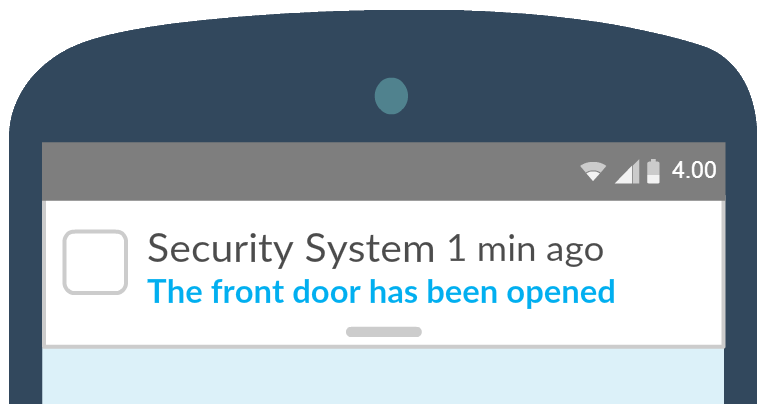 4.00
Security System 1 min ago
The front door has been opened